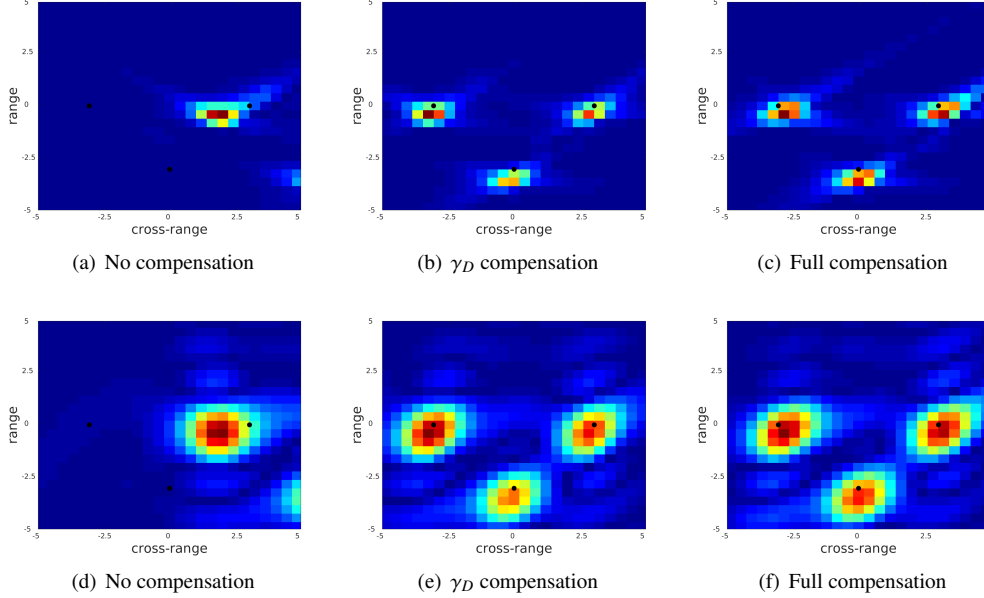 5
5
5
2.5
2.5
2.5
range
0
range
0
range
0
-2.5
-2.5
-2.5
-5
-5
-5
-5 -2.5 0 2.5 5
-5 -2.5 0 2.5 5
-5 -2.5 0 2.5
cross-range
cross-range
cross-range
(a) No compensation
(b) γD compensation
(c) Full compensation
5
5
5
2.5
2.5
2.5
range
0
range
0
range
0
-2.5
-2.5
-2.5
-5
-5
-5
-5 -2.5 0 2.5 5
-5 -2.5 0 2.5 5
-5 -2.5 0 2.5
cross-range
cross-range
cross-range
(d) No compensation
(e) γD compensation
(f) Full compensation